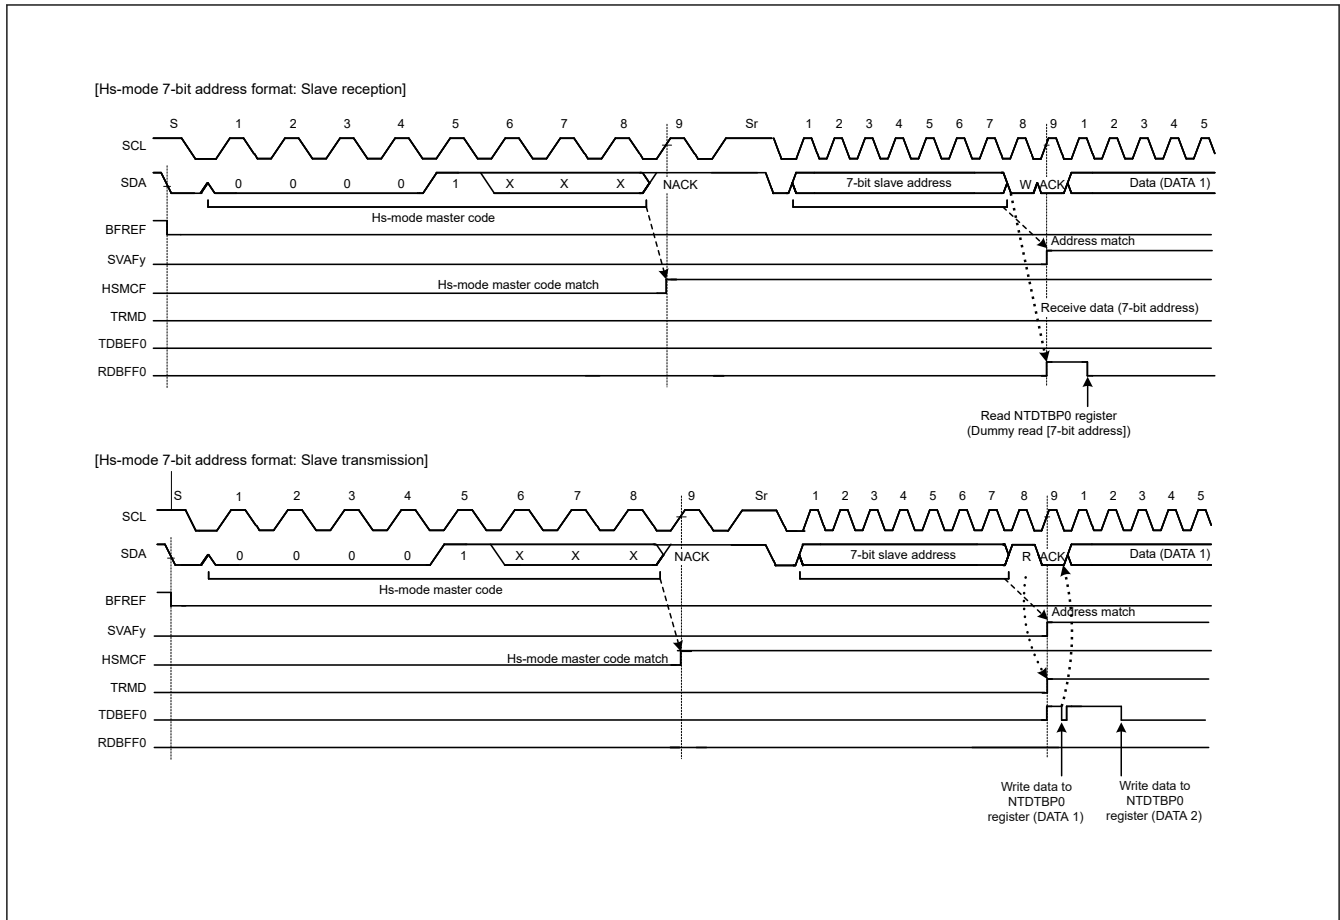 [Hs-mode 7-bit address format: Slave reception]
S 1 2 3 4 5 6 7 8 9 Sr 1 2 3 4 5 6 7 8 9 1 2 3 4 5
SCL
SDA 0 0 0 0 1 X X X NACK 7-bit slave address W ACK Data (DATA 1)
Hs-mode master code
BFREF
Address match
SVAFy
HSMCF Hs-mode master code match
Receive data (7-bit address)
TRMD
TDBEF0
RDBFF0
Read NTDTBP0 register
(Dummy read [7-bit address])
[Hs-mode 7-bit address format: Slave transmission]
S 1 2 3 4 5 6 7 8 9 Sr 1 2 3 4 5 6 7 8 9 1 2 3 4 5
SCL
SDA 0 0 0 0 1 X X X NACK 7-bit slave address R ACK Data (DATA 1)
Hs-mode master code
BFREF
Address match
SVAFy
HSMCF Hs-mode master code match
TRMD
TDBEF0
RDBFF0
Write data to
NTDTBP0
register (DATA 1)
Write data to
NTDTBP0
register (DATA 2)